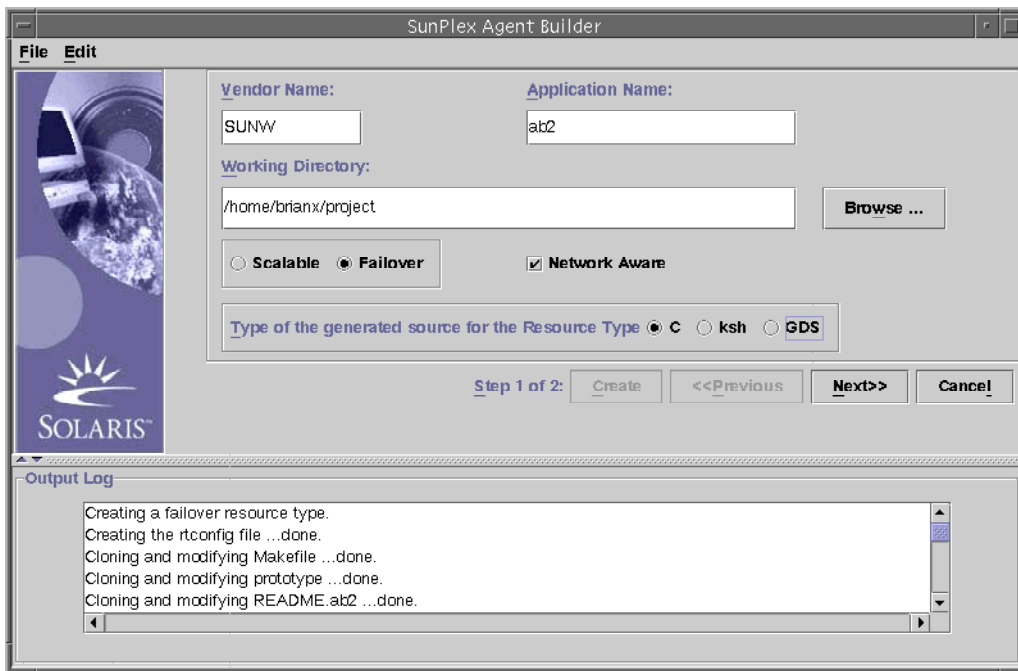 SunPlex Agent Builder
File Edit
Vendor Name: Application Name:
SUNW ab2
Working Directory:
/home/brianx/project
Browse ...
Scalable Failover Network Aware
Type of the generated source for the Resource Type C ksh GDS
Step 1 of 2: Create <<Previous Next>> Cancel
SOLARIS™
Output Log
Creating a failover resource type.
Creating the rtconfig file ...done.
Cloning and modifying Makefile ...done.
Cloning and modifying prototype ...done.
Cloning and modifying README.ab2 ...done.